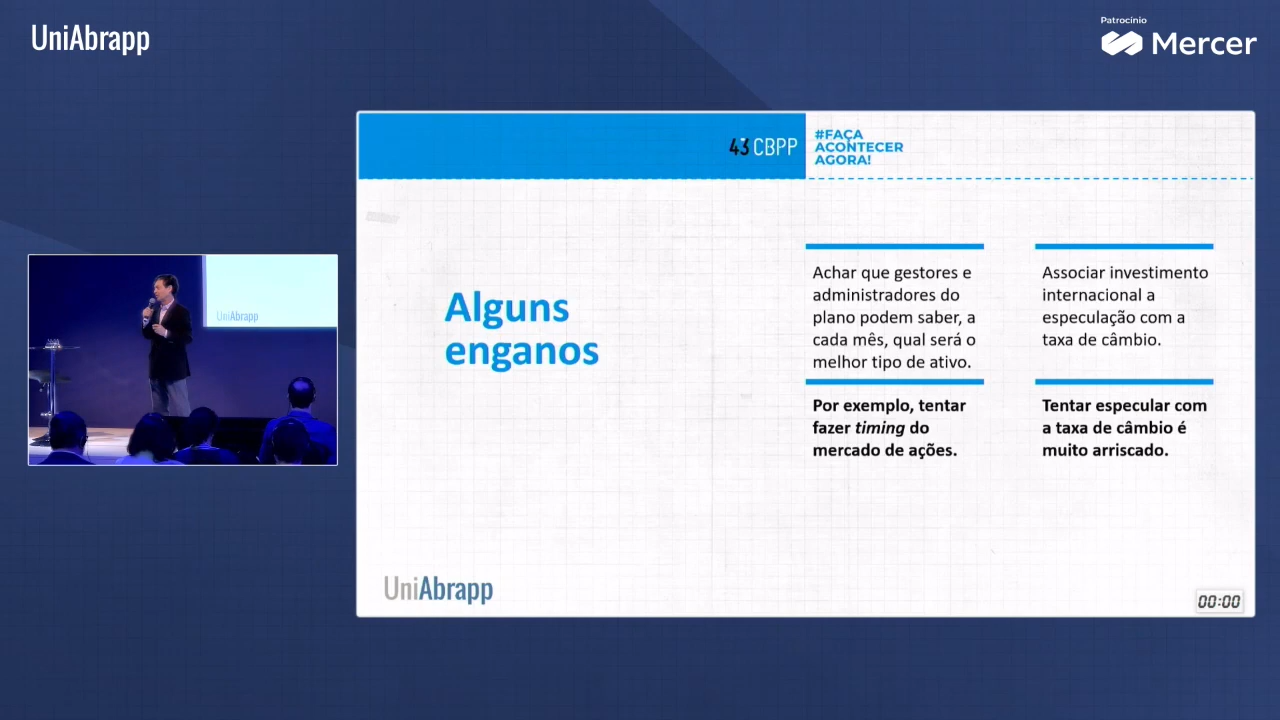 UniAbrapp
Patrocínio
Mercer
43 CBPP
#FAÇA
ACONTECER
AGORA!
Alguns
enganos
Achar que gestores e
administradores do
plano podem saber, a
cada mês, qual será o
melhor tipo de ativo.
Por exemplo, tentar
fazer timing do
mercado de ações.
Associar investimento
internacional a
especulação com a
taxa de câmbio.
Tentar especular com
a taxa de câmbio é
muito arriscado.
UniAbrapp
UniAbrapp
00:00